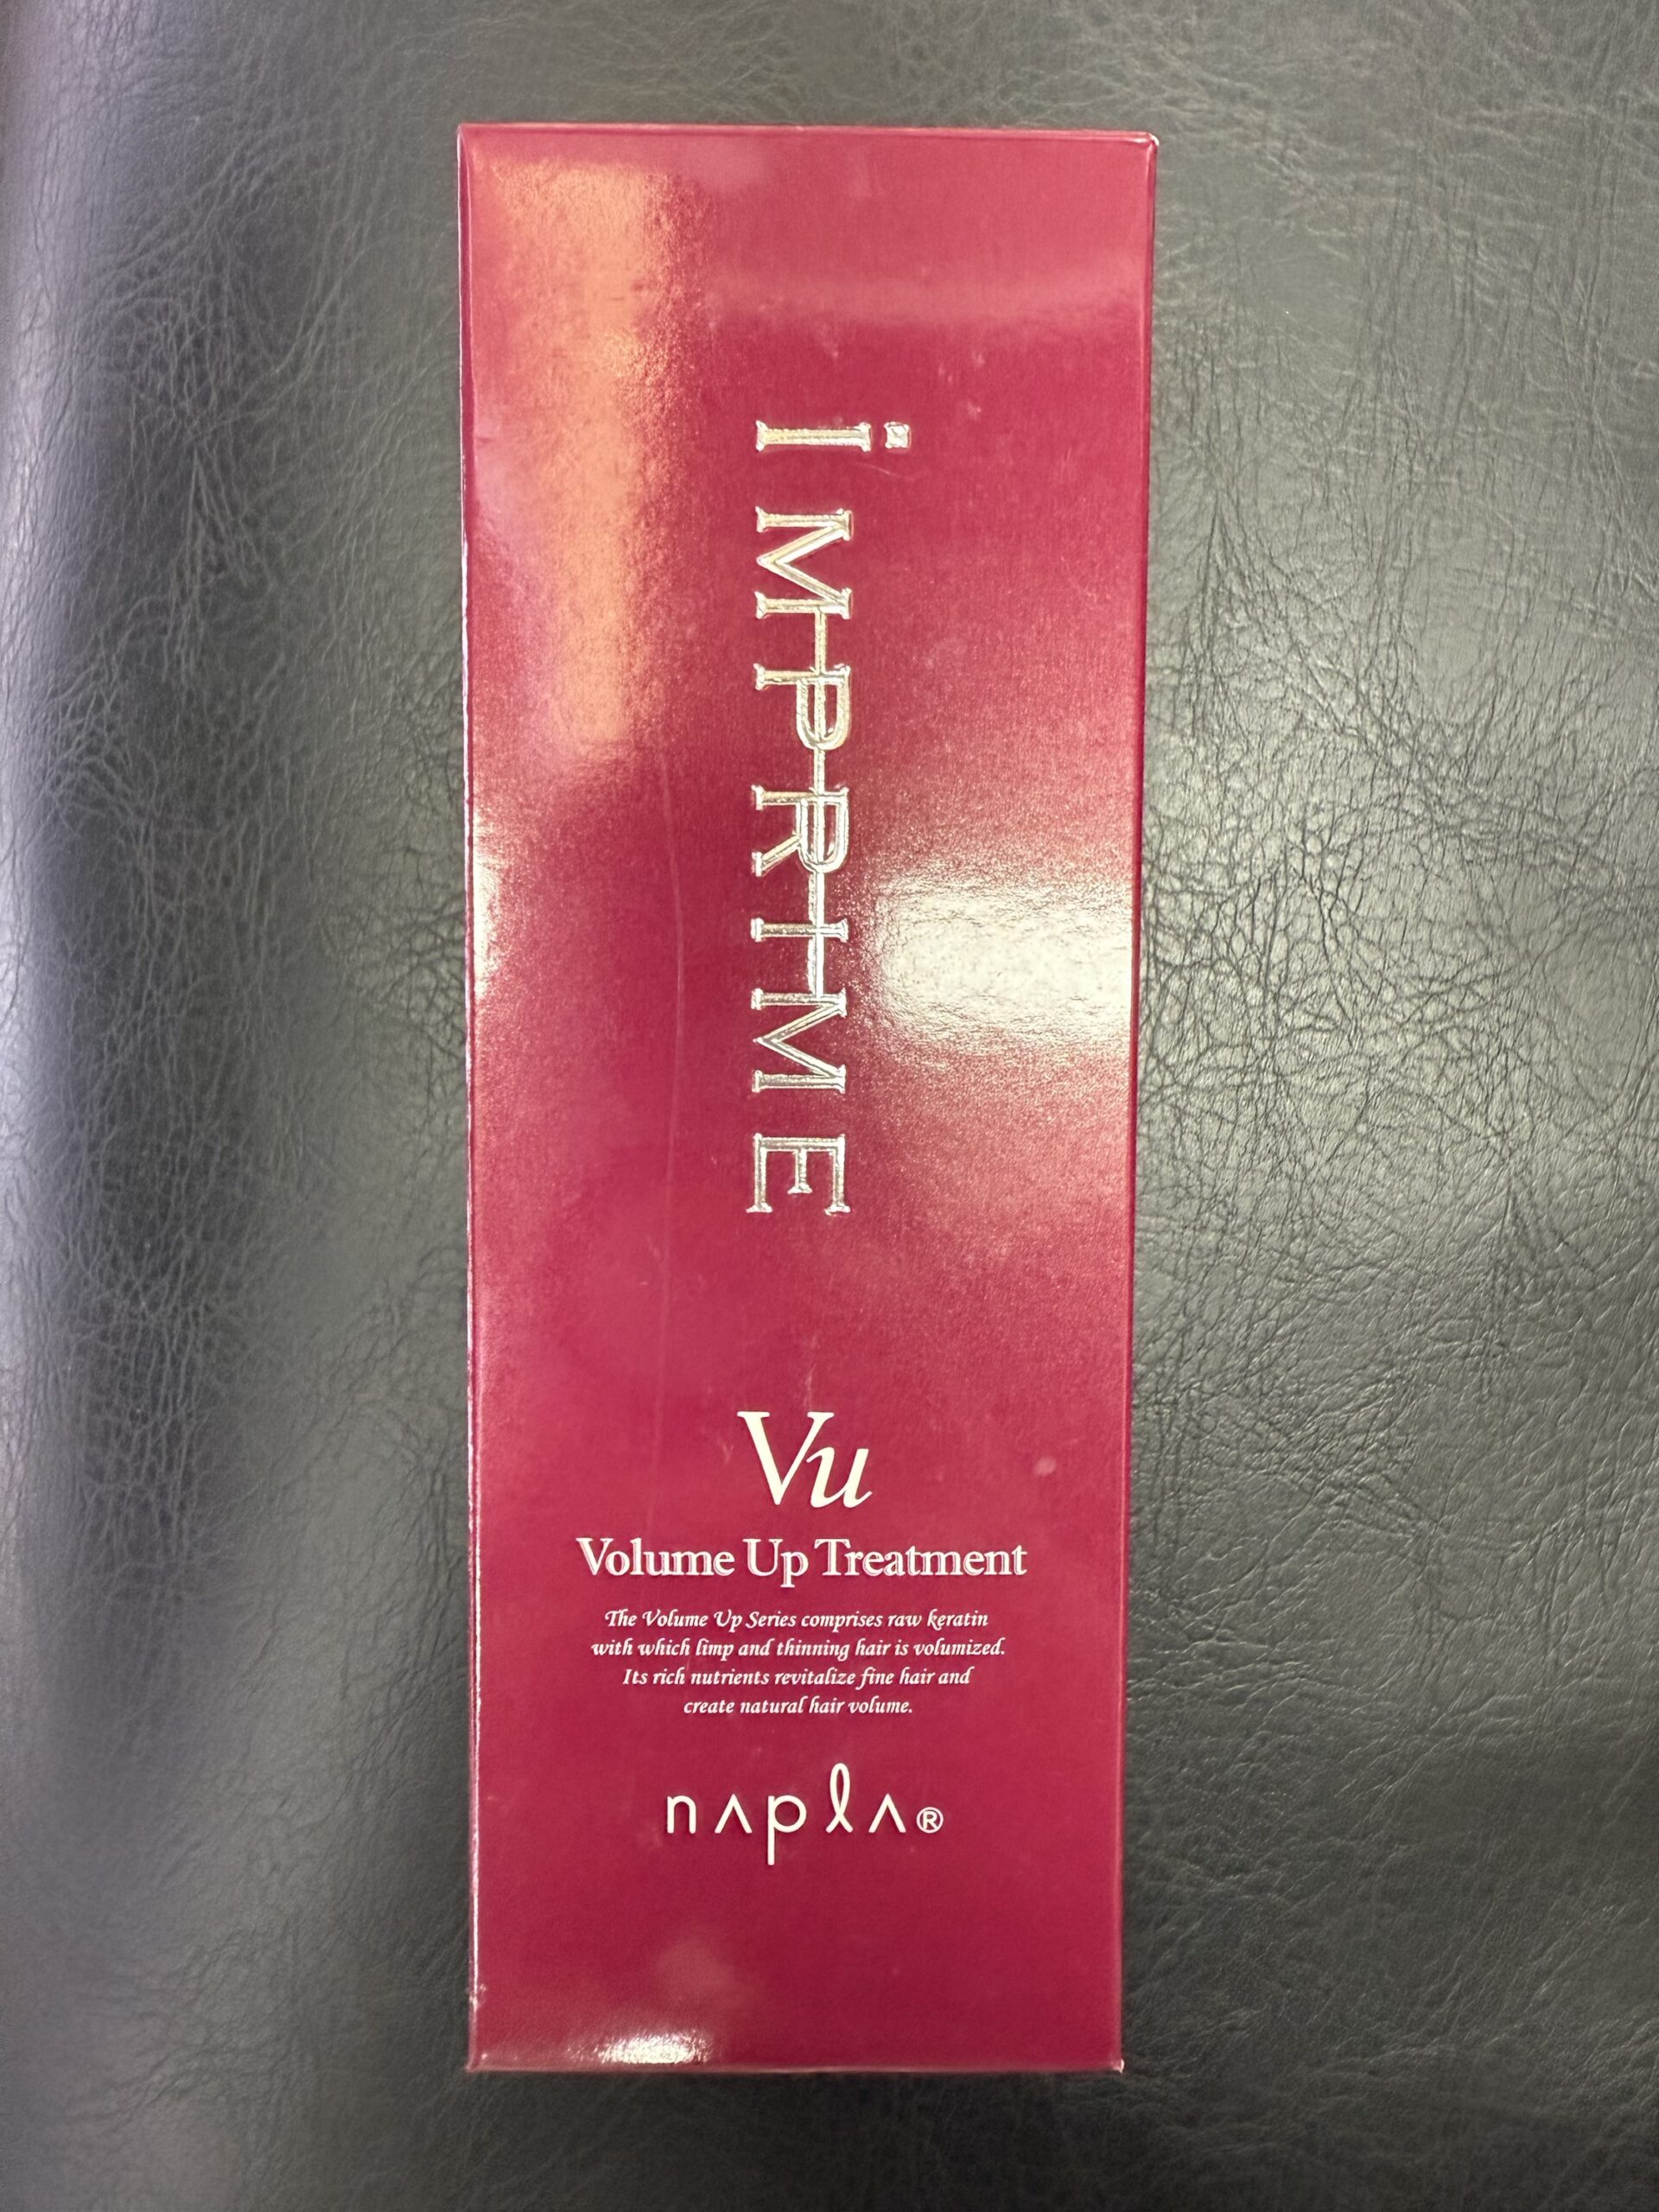 iMPRIME
Vu
Volume Up Treatment
The Volume Up Series comprises raw keratin
with which limp and thinning hair is volumized.
Its rich nutrients revitalize fine hair and
create natural hair volume.
napla®